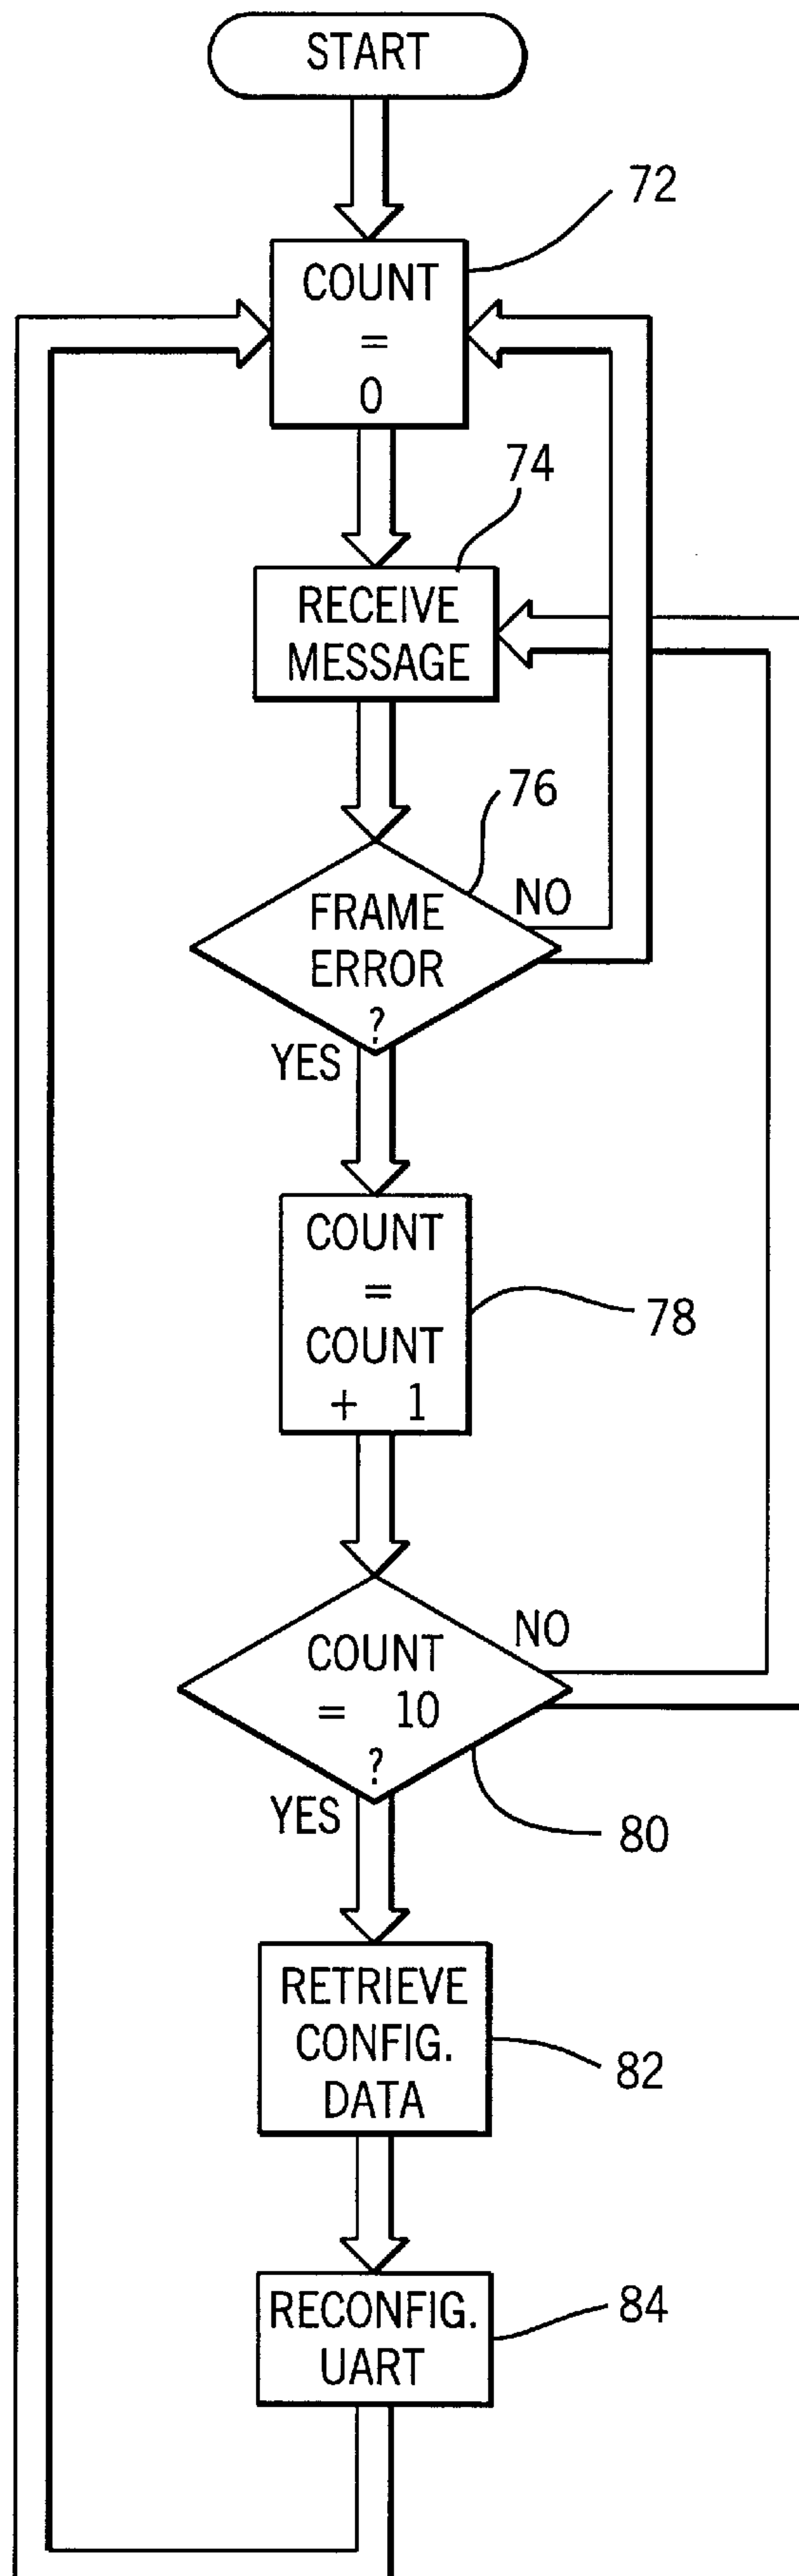 START
72
COUNT
=
0
74
RECEIVE
MESSAGE
76
NO
FRAME
ERROR
?
YES
COUNT
=
COUNT
+ 1
78
NO
COUNT
= 10
?
YES
80
RETRIEVE
CONFIG.
DATA
82
RECONFIG.
UART
84